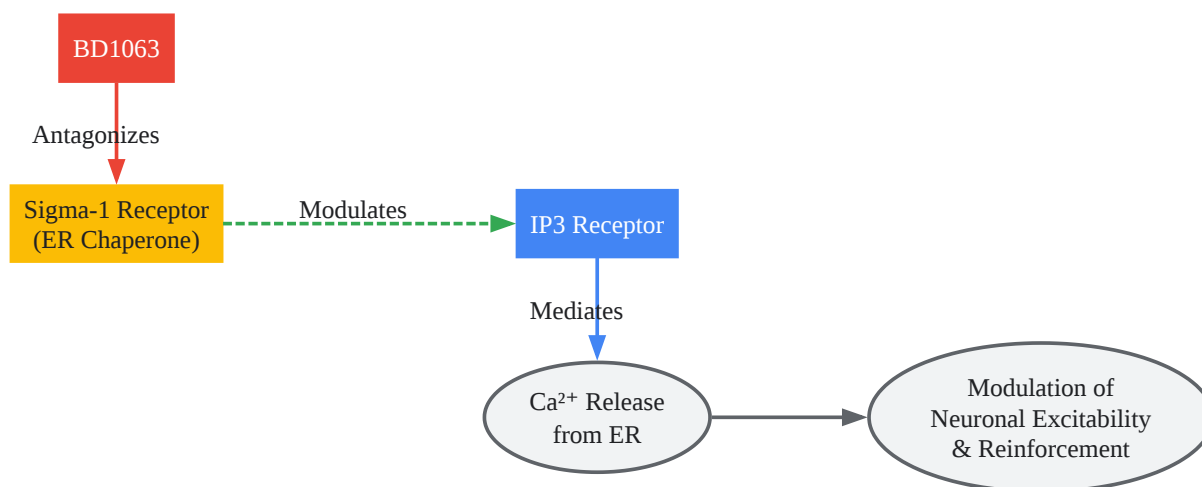 BD1063
Antagonizes
Sigma-1 Receptor
(ER Chaperone)
Modulates
IP3 Receptor
Mediates
Ca²⁺ Release
from ER
Modulation of
Neuronal Excitability
& Reinforcement